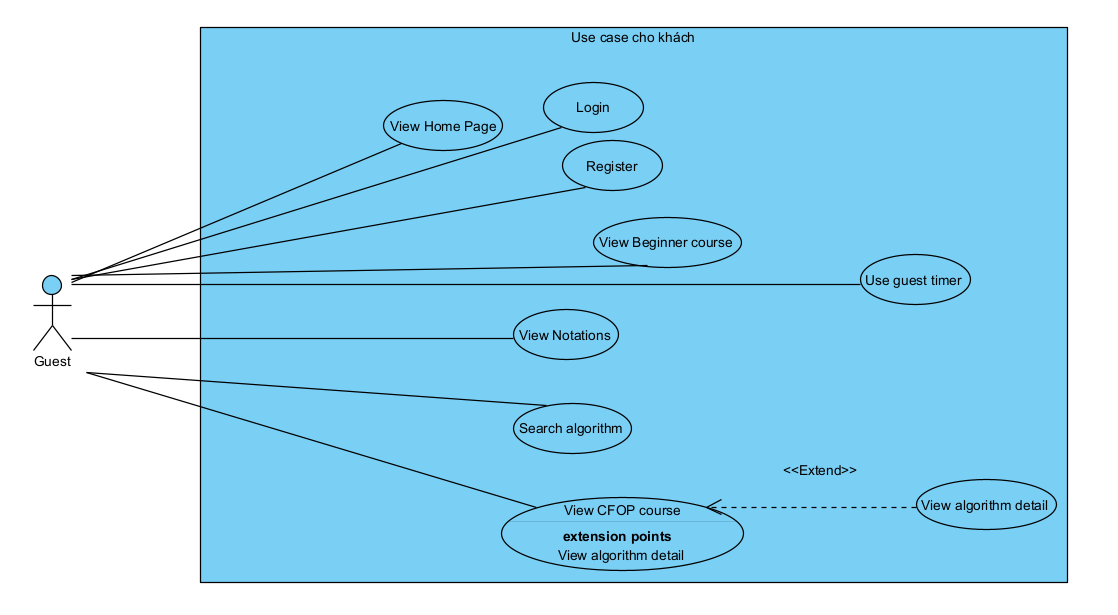 Use case cho khách
Login
View Home Page
Register
View Beginner course
Use guest timer
View Notations
Guest
Search algorithm
<<Extend>>
View algorithm detail
View CFOP course
extension points
View algorithm detail